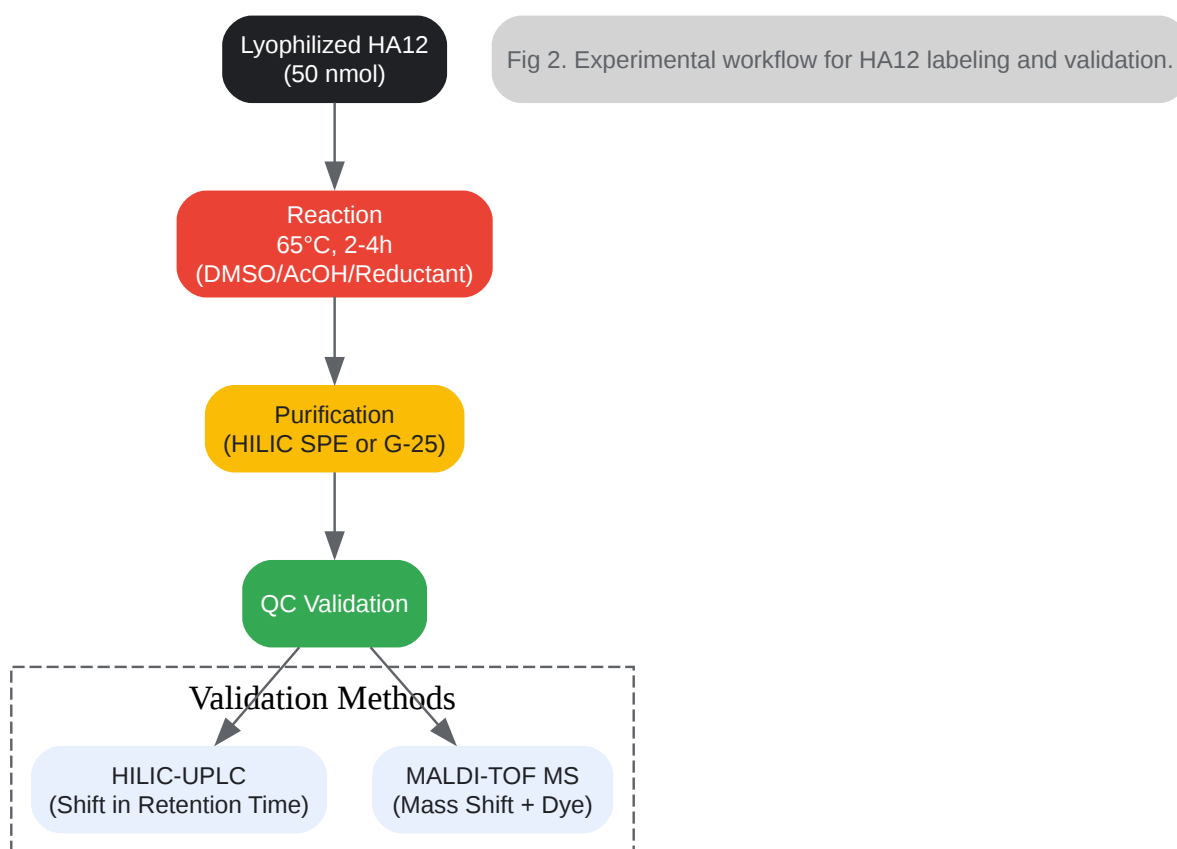 Lyophilized HA12
(50 nmol)
Fig 2. Experimental workflow for HA12 labeling and validation.
Reaction
65°C, 2-4h
(DMSO/AcOH/Reductant)
Purification
(HILIC SPE or G-25)
QC Validation
Validation Methods
HILIC-UPLC
(Shift in Retention Time)
MALDI-TOF MS
(Mass Shift + Dye)